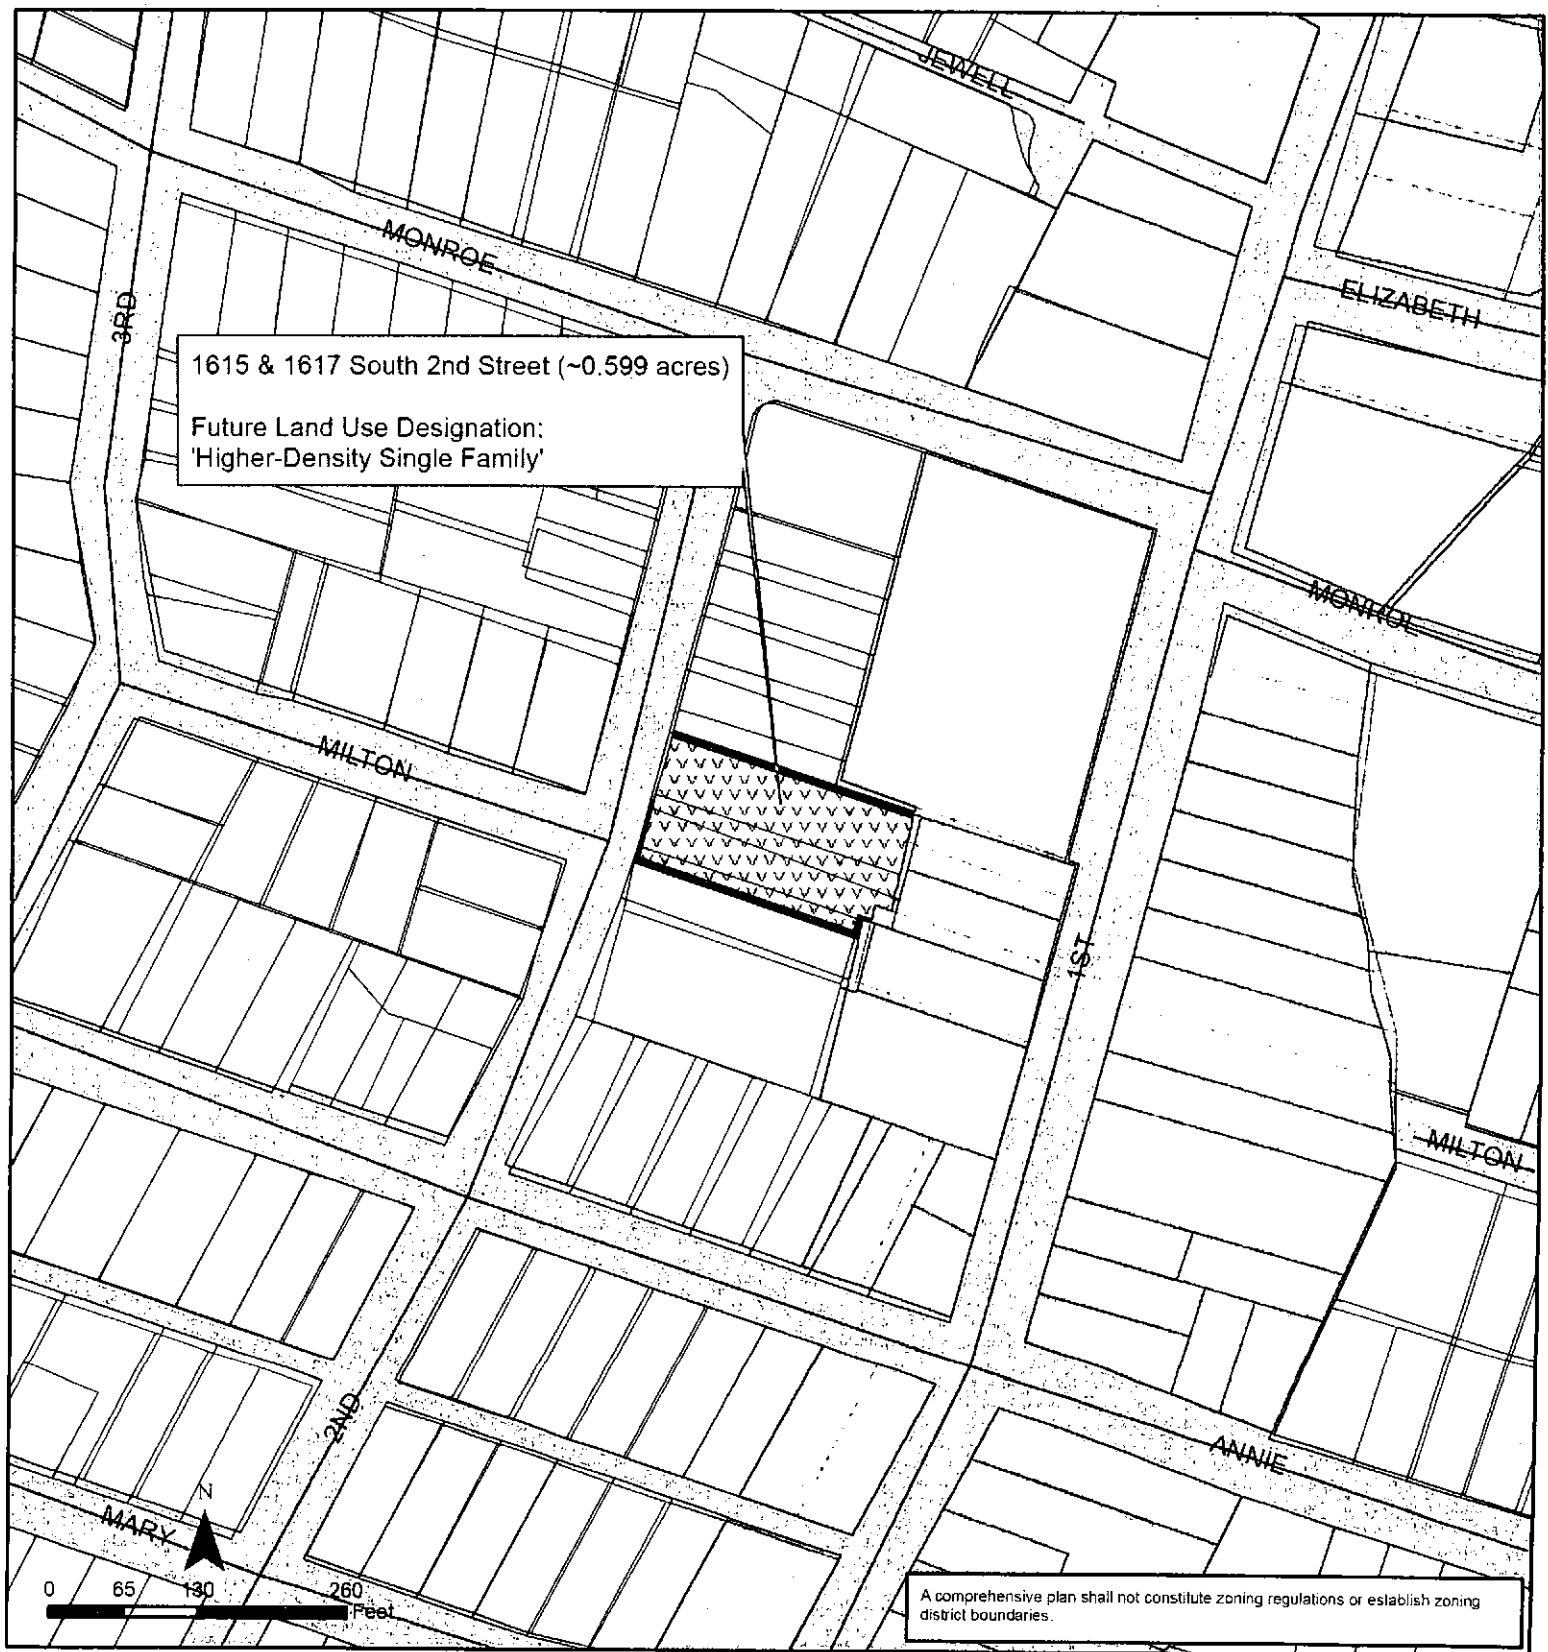 JEWELL
MONROE
3RD
ELIZABETH
1615 & 1617 South 2nd Street (~0.599 acres)
Future Land Use Designation:
'Higher-Density Single Family'
MONROE
MILTON
1ST
MILTON
2ND
ANNIE
MARY
N
0 65 130 260
Feet
A comprehensive plan shall not constitute zoning regulations or establish zoning
district boundaries.